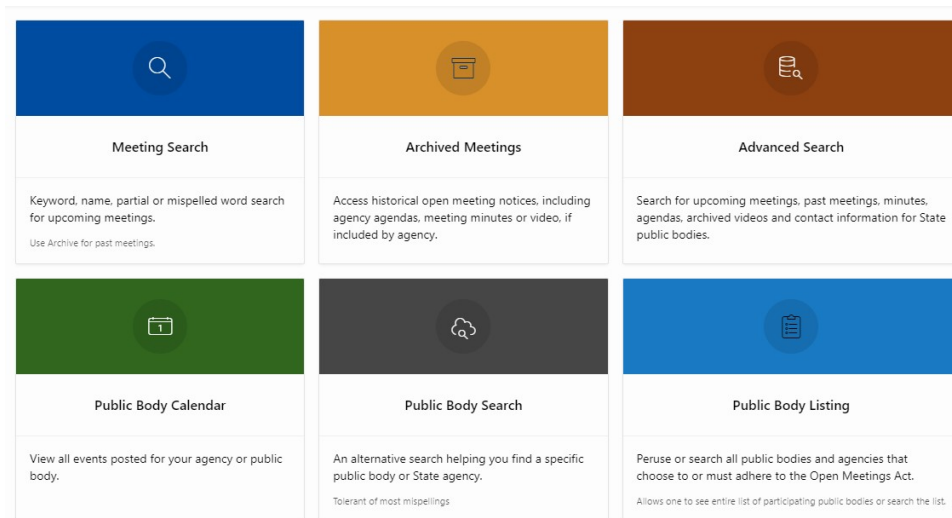 Meeting Search
Keyword, name, partial or mispelled word search
for upcoming meetings.
Use Archive for past meetings.
Archived Meetings
Access historical open meeting notices, including
agency agendas, meeting minutes or video, if
included by agency.
Advanced Search
Search for upcoming meetings, past meetings, minutes,
agendas, archived videos and contact information for State
public bodies.
1
Public Body Calendar
View all events posted for your agency or public
body.
Public Body Search
An alternative search helping you find a specific
public body or State agency.
Tolerant of most mispellings
Public Body Listing
Peruse or search all public bodies and agencies that
choose to or must adhere to the Open Meetings Act.
Allows one to see entire list of participating public bodies or search the list.